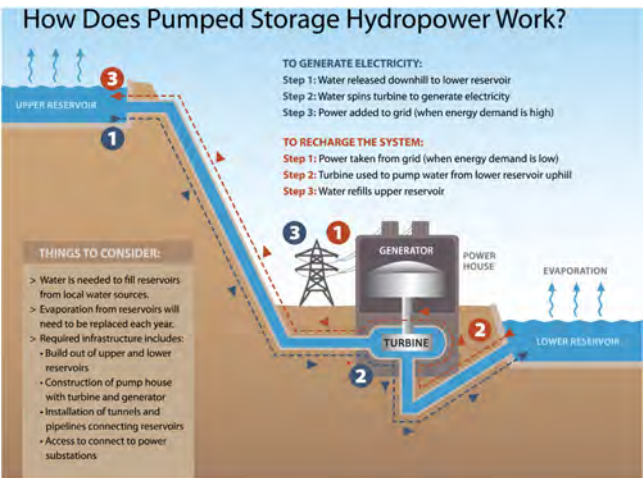 How Does Pumped Storage Hydropower Work?
TO GENERATE ELECTRICITY:
Step 1: Water released downhill to lower reservoir
Step 2: Water spins turbine to generate electricity
Step 3: Power added to grid (when energy demand is high)
TO RECHARGE THE SYSTEM:
Step 1: Power taken from grid (when energy demand is low)
Step 2: Turbine used to pump water from lower reservoir uphill
Step 3: Water refills upper reservoir
3
UPPER RESERVOIR
1
3
1
GENERATOR
POWER
HOUSE
EVAPORATION
TURBINE
2
LOWER RESERVOIR
2
THINGS TO CONSIDER:
> Water is needed to fill reservoirs
from local water sources.
> Evaporation from reservoirs will
need to be replaced each year.
> Required infrastructure includes:
• Build out of upper and lower
reservoirs
• Construction of pump house
with turbine and generator
• Installation of tunnels and
pipelines connecting reservoirs
• Access to connect to power
substations